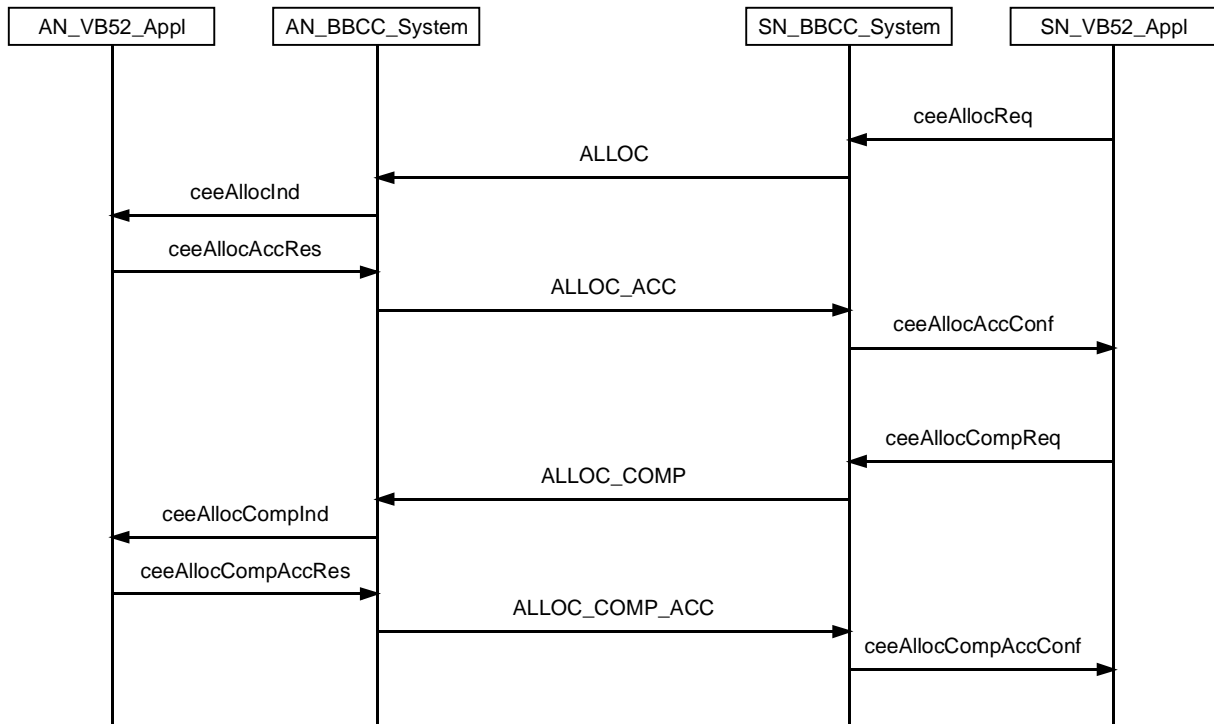 AN_VB52_Appl
AN_BBCC_System
SN_BBCC_System
SN_VB52_Appl
ceeAllocReq
ALLOC
ceeAllocInd
ceeAllocAccRes
ALLOC_ACC
ceeAllocAccConf
ceeAllocCompReq
ALLOC_COMP
ceeAllocCompInd
ceeAllocCompAccRes
ALLOC_COMP_ACC
ceeAllocCompAccConf